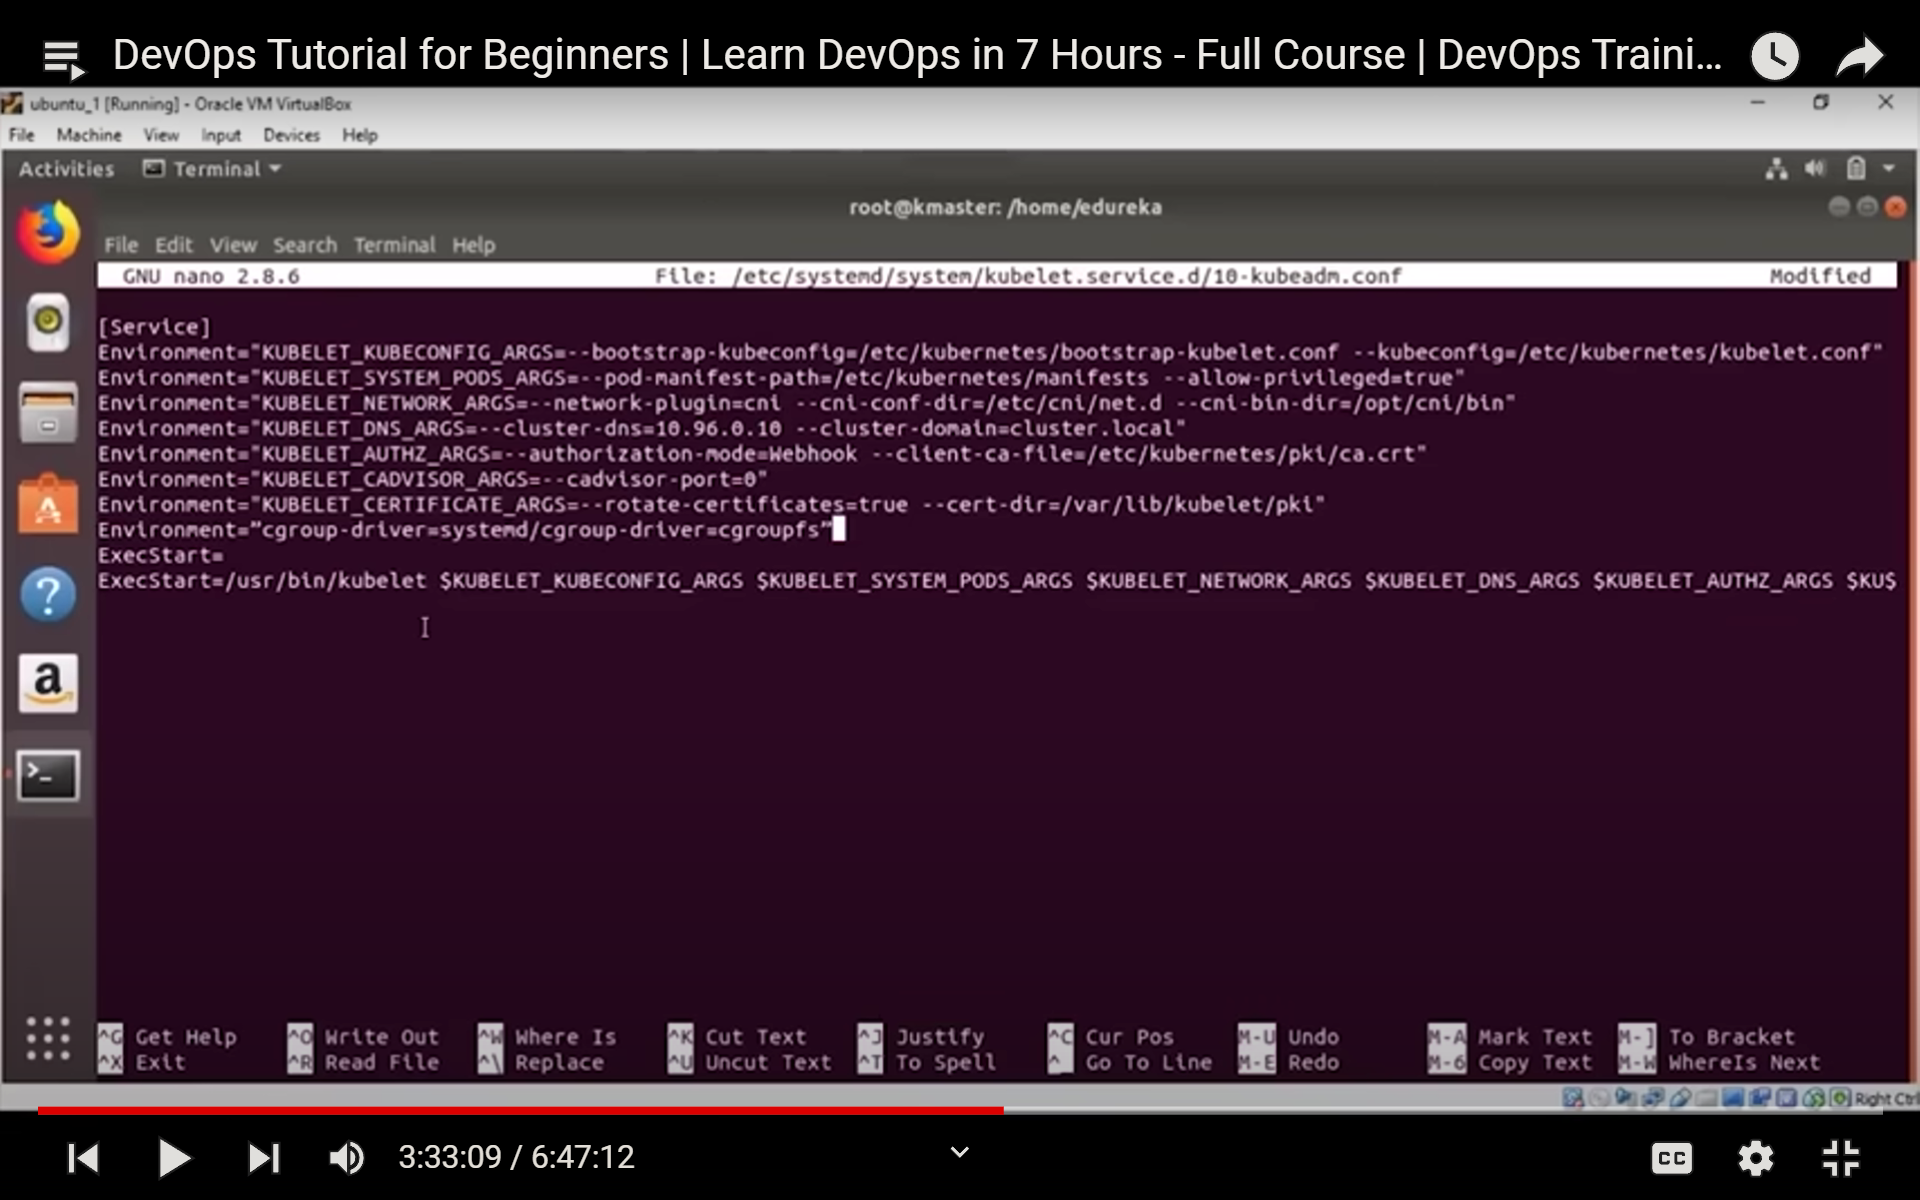 DevOps Tutorial for Beginners | Learn DevOps in 7 Hours - Full Course | DevOps Traini...
ubuntu_1 [Running] - Oracle VM VirtualBox
File Machine View Input Devices Help
Activities Terminal
root@kmaster: /home/edureka
File Edit View Search Terminal Help
GNU nano 2.8.6 File: /etc/systemd/system/kubelet.service.d/10-kubeadm.conf Modified
[Service]
Environment="KUBELET_KUBECONFIG_ARGS=--bootstrap-kubeconfig=/etc/kubernetes/bootstrap-kubelet.conf --kubeconfig=/etc/kubernetes/kubelet.conf"
Environment="KUBELET_SYSTEM_PODS_ARGS=--pod-manifest-path=/etc/kubernetes/manifests --allow-privileged=true"
Environment="KUBELET_NETWORK_ARGS=--network-plugin=cni --cni-conf-dir=/etc/cni/net.d --cni-bin-dir=/opt/cni/bin"
Environment="KUBELET_DNS_ARGS=--cluster-dns=10.96.0.10 --cluster-domain=cluster.local"
Environment="KUBELET_AUTHZ_ARGS=--authorization-mode=Webhook --client-ca-file=/etc/kubernetes/pki/ca.crt"
Environment="KUBELET_CADVISOR_ARGS=--cadvisor-port=0"
Environment="KUBELET_CERTIFICATE_ARGS=--rotate-certificates=true --cert-dir=/var/lib/kubelet/pki"
Environment=”cgroup-driver=systemd/cgroup-driver=cgroupfs”
ExecStart=
ExecStart=/usr/bin/kubelet $KUBELET_KUBECONFIG_ARGS $KUBELET_SYSTEM_PODS_ARGS $KUBELET_NETWORK_ARGS $KUBELET_DNS_ARGS $KUBELET_AUTHZ_ARGS $KU$
^G Get Help ^O Write Out ^W Where Is ^K Cut Text ^J Justify ^C Cur Pos M-U Undo M-A Mark Text M-] To Bracket
^X Exit ^R Read File ^\ Replace ^U Uncut Text ^T To Spell ^_ Go To Line M-E Redo M-6 Copy Text M-W WhereIs Next
Right Ctrl
3:33:09 / 6:47:12
CC